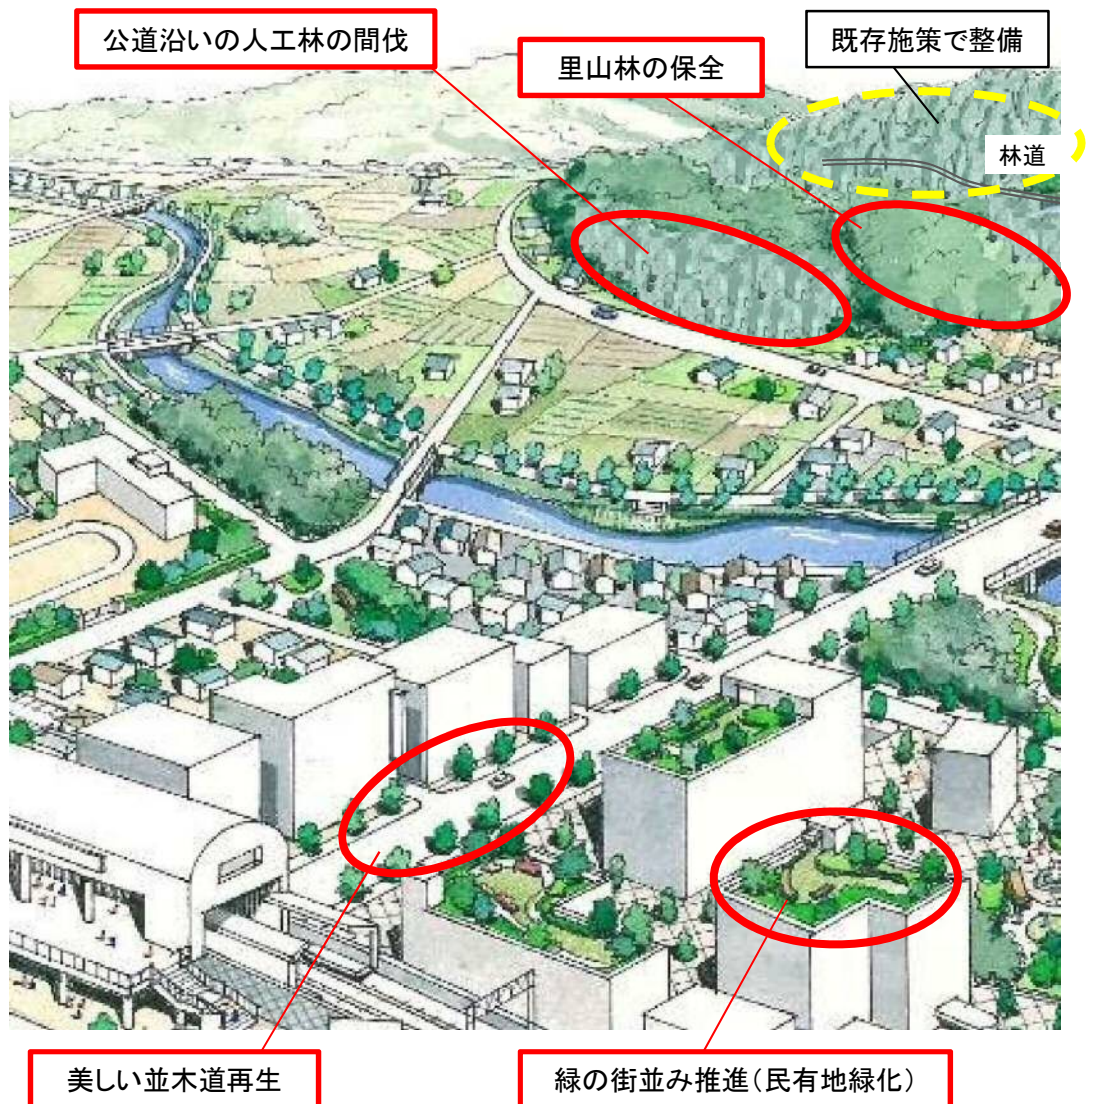 公道沿いの人工林の間伐
里山林の保全
既存施策で整備
林道
美しい並木道再生
緑の街並み推進(民有地緑化)